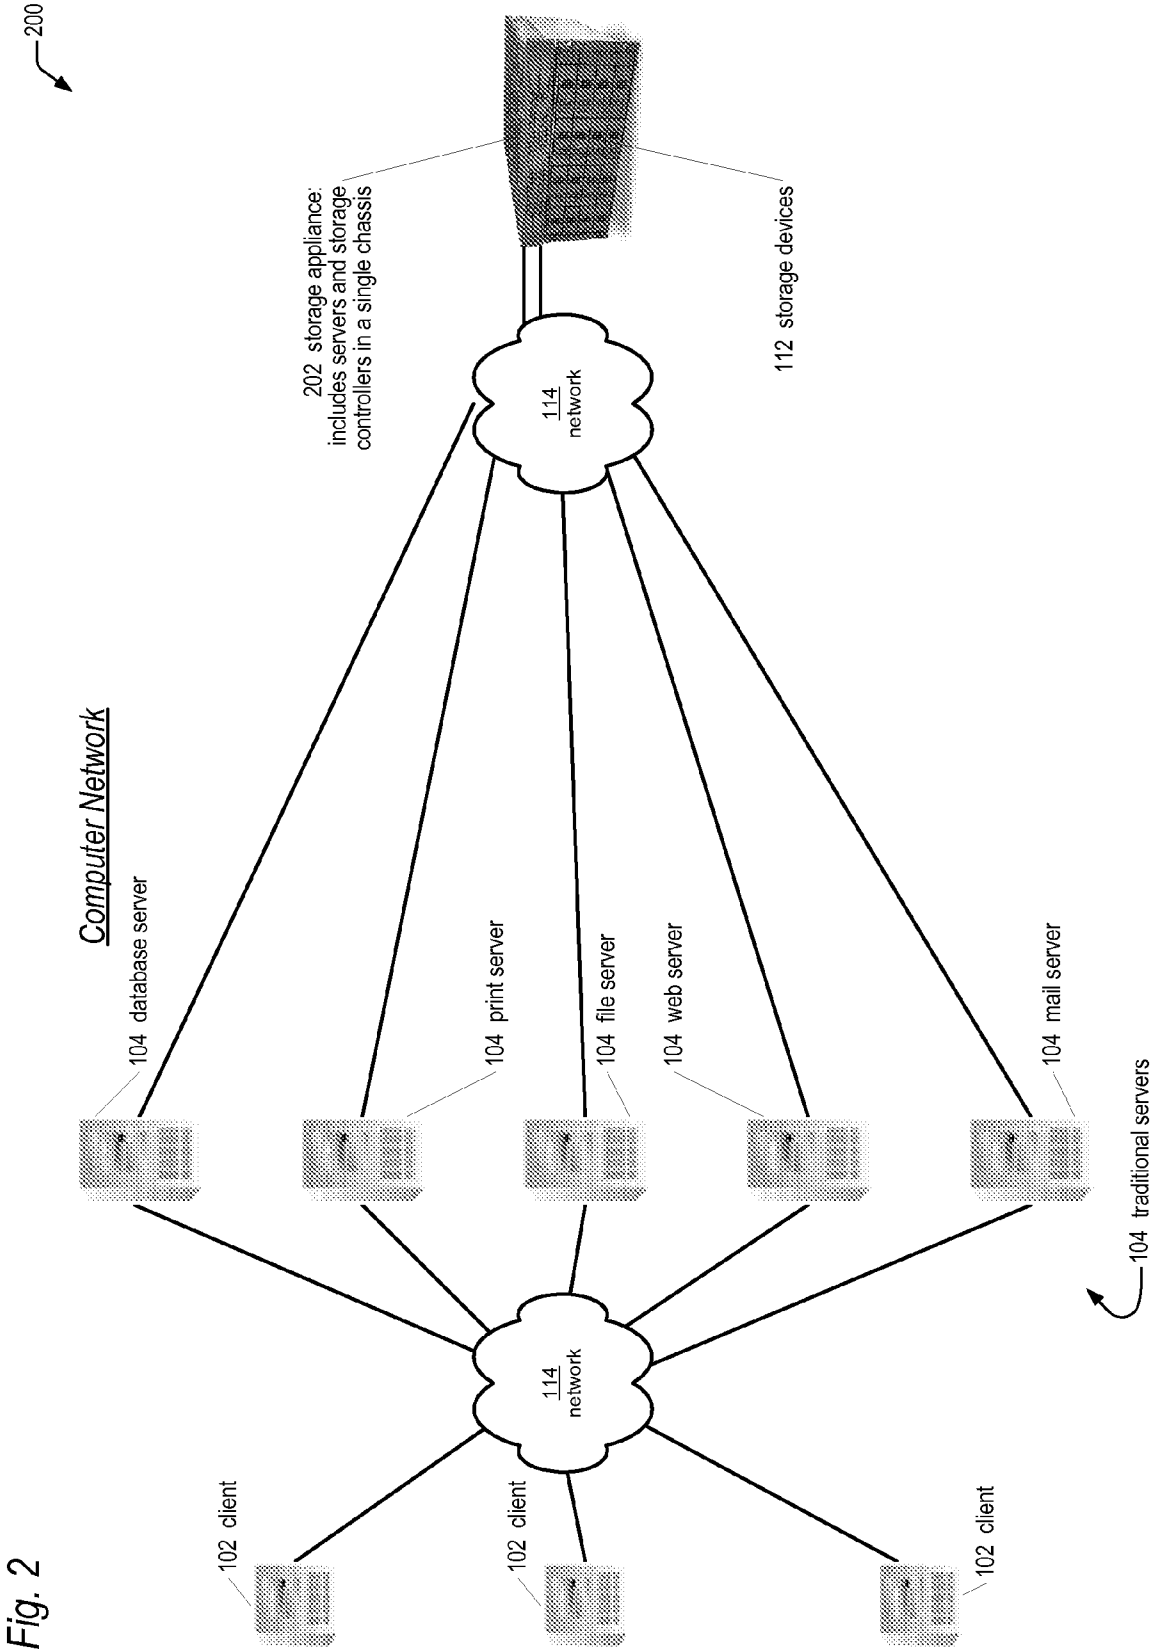 Fig. 2
200
Computer Network
102 client
102 client
102 client
114
network
104 database server
104 print server
104 file server
104 web server
104 mail server
104 traditional servers
114
network
202 storage appliance:
includes servers and storage
controllers in a single chassis
112 storage devices